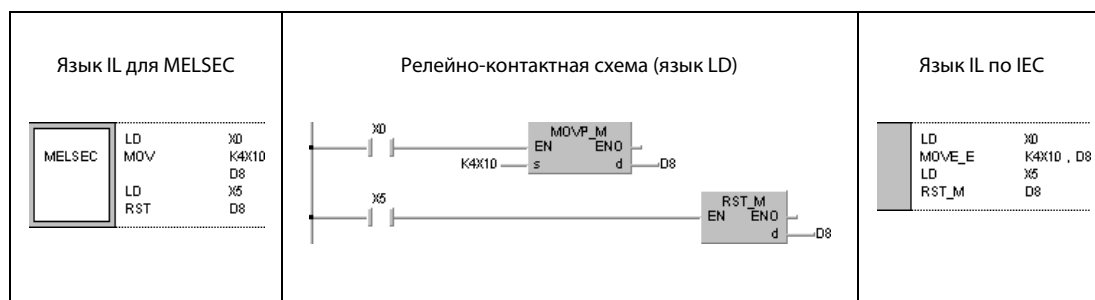 Язык IL для MELSEC
MELSEC
LD X0
MOV K4X10
D8
LD X5
RST D8
Релейно-контактная схема (язык LD)
X0
MOVP_M
EN ENO
K4X10 s d D8
X5
RST_M
EN ENO
d D8
Язык IL по IEC
LD X0
MOVE_E K4X10 , D8
LD X5
RST_M D8